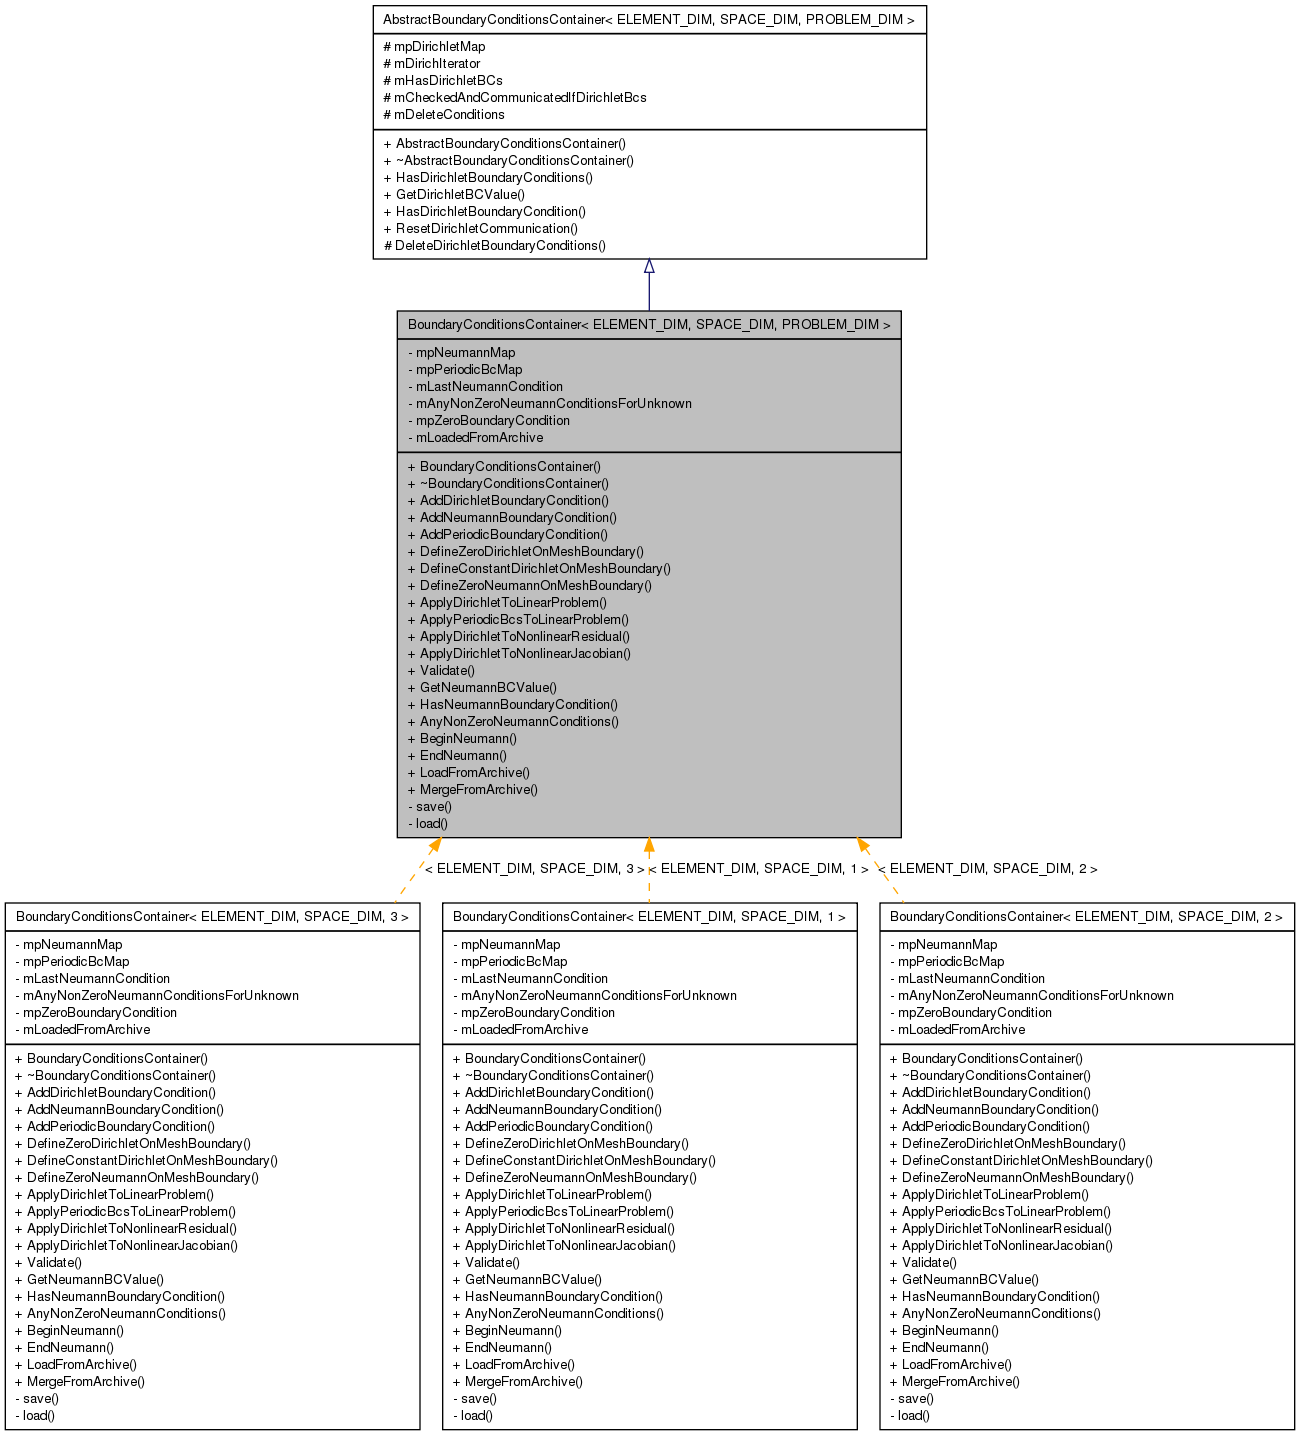 AbstractBoundaryConditionsContainer< ELEMENT_DIM, SPACE_DIM, PROBLEM_DIM >
# mpDirichletMap
# mDirichIterator
# mHasDirichletBCs
# mCheckedAndCommunicatedIfDirichletBcs
# mDeleteConditions
+ AbstractBoundaryConditionsContainer()
+ ~AbstractBoundaryConditionsContainer()
+ HasDirichletBoundaryConditions()
+ GetDirichletBCValue()
+ HasDirichletBoundaryCondition()
+ ResetDirichletCommunication()
# DeleteDirichletBoundaryConditions()
BoundaryConditionsContainer< ELEMENT_DIM, SPACE_DIM, PROBLEM_DIM >
- mpNeumannMap
- mpPeriodicBcMap
- mLastNeumannCondition
- mAnyNonZeroNeumannConditionsForUnknown
- mpZeroBoundaryCondition
- mLoadedFromArchive
+ BoundaryConditionsContainer()
+ ~BoundaryConditionsContainer()
+ AddDirichletBoundaryCondition()
+ AddNeumannBoundaryCondition()
+ AddPeriodicBoundaryCondition()
+ DefineZeroDirichletOnMeshBoundary()
+ DefineConstantDirichletOnMeshBoundary()
+ DefineZeroNeumannOnMeshBoundary()
+ ApplyDirichletToLinearProblem()
+ ApplyPeriodicBcsToLinearProblem()
+ ApplyDirichletToNonlinearResidual()
+ ApplyDirichletToNonlinearJacobian()
+ Validate()
+ GetNeumannBCValue()
+ HasNeumannBoundaryCondition()
+ AnyNonZeroNeumannConditions()
+ BeginNeumann()
+ EndNeumann()
+ LoadFromArchive()
+ MergeFromArchive()
- save()
- load()
< ELEMENT_DIM, SPACE_DIM, 3 >
< ELEMENT_DIM, SPACE_DIM, 1 >
< ELEMENT_DIM, SPACE_DIM, 2 >
BoundaryConditionsContainer< ELEMENT_DIM, SPACE_DIM, 3 >
- mpNeumannMap
- mpPeriodicBcMap
- mLastNeumannCondition
- mAnyNonZeroNeumannConditionsForUnknown
- mpZeroBoundaryCondition
- mLoadedFromArchive
+ BoundaryConditionsContainer()
+ ~BoundaryConditionsContainer()
+ AddDirichletBoundaryCondition()
+ AddNeumannBoundaryCondition()
+ AddPeriodicBoundaryCondition()
+ DefineZeroDirichletOnMeshBoundary()
+ DefineConstantDirichletOnMeshBoundary()
+ DefineZeroNeumannOnMeshBoundary()
+ ApplyDirichletToLinearProblem()
+ ApplyPeriodicBcsToLinearProblem()
+ ApplyDirichletToNonlinearResidual()
+ ApplyDirichletToNonlinearJacobian()
+ Validate()
+ GetNeumannBCValue()
+ HasNeumannBoundaryCondition()
+ AnyNonZeroNeumannConditions()
+ BeginNeumann()
+ EndNeumann()
+ LoadFromArchive()
+ MergeFromArchive()
- save()
- load()
BoundaryConditionsContainer< ELEMENT_DIM, SPACE_DIM, 1 >
- mpNeumannMap
- mpPeriodicBcMap
- mLastNeumannCondition
- mAnyNonZeroNeumannConditionsForUnknown
- mpZeroBoundaryCondition
- mLoadedFromArchive
+ BoundaryConditionsContainer()
+ ~BoundaryConditionsContainer()
+ AddDirichletBoundaryCondition()
+ AddNeumannBoundaryCondition()
+ AddPeriodicBoundaryCondition()
+ DefineZeroDirichletOnMeshBoundary()
+ DefineConstantDirichletOnMeshBoundary()
+ DefineZeroNeumannOnMeshBoundary()
+ ApplyDirichletToLinearProblem()
+ ApplyPeriodicBcsToLinearProblem()
+ ApplyDirichletToNonlinearResidual()
+ ApplyDirichletToNonlinearJacobian()
+ Validate()
+ GetNeumannBCValue()
+ HasNeumannBoundaryCondition()
+ AnyNonZeroNeumannConditions()
+ BeginNeumann()
+ EndNeumann()
+ LoadFromArchive()
+ MergeFromArchive()
- save()
- load()
BoundaryConditionsContainer< ELEMENT_DIM, SPACE_DIM, 2 >
- mpNeumannMap
- mpPeriodicBcMap
- mLastNeumannCondition
- mAnyNonZeroNeumannConditionsForUnknown
- mpZeroBoundaryCondition
- mLoadedFromArchive
+ BoundaryConditionsContainer()
+ ~BoundaryConditionsContainer()
+ AddDirichletBoundaryCondition()
+ AddNeumannBoundaryCondition()
+ AddPeriodicBoundaryCondition()
+ DefineZeroDirichletOnMeshBoundary()
+ DefineConstantDirichletOnMeshBoundary()
+ DefineZeroNeumannOnMeshBoundary()
+ ApplyDirichletToLinearProblem()
+ ApplyPeriodicBcsToLinearProblem()
+ ApplyDirichletToNonlinearResidual()
+ ApplyDirichletToNonlinearJacobian()
+ Validate()
+ GetNeumannBCValue()
+ HasNeumannBoundaryCondition()
+ AnyNonZeroNeumannConditions()
+ BeginNeumann()
+ EndNeumann()
+ LoadFromArchive()
+ MergeFromArchive()
- save()
- load()